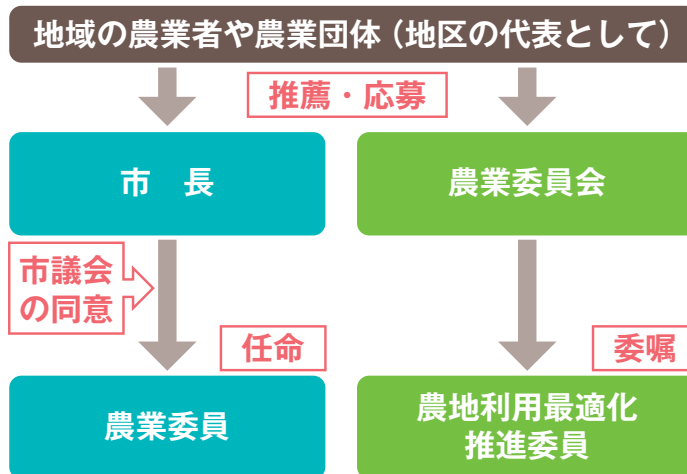 地域の農業者や農業団体（地区の代表として）
推薦・応募
市　長
農業委員会
市議会
の同意
任命
委嘱
農業委員
農地利用最適化
推進委員